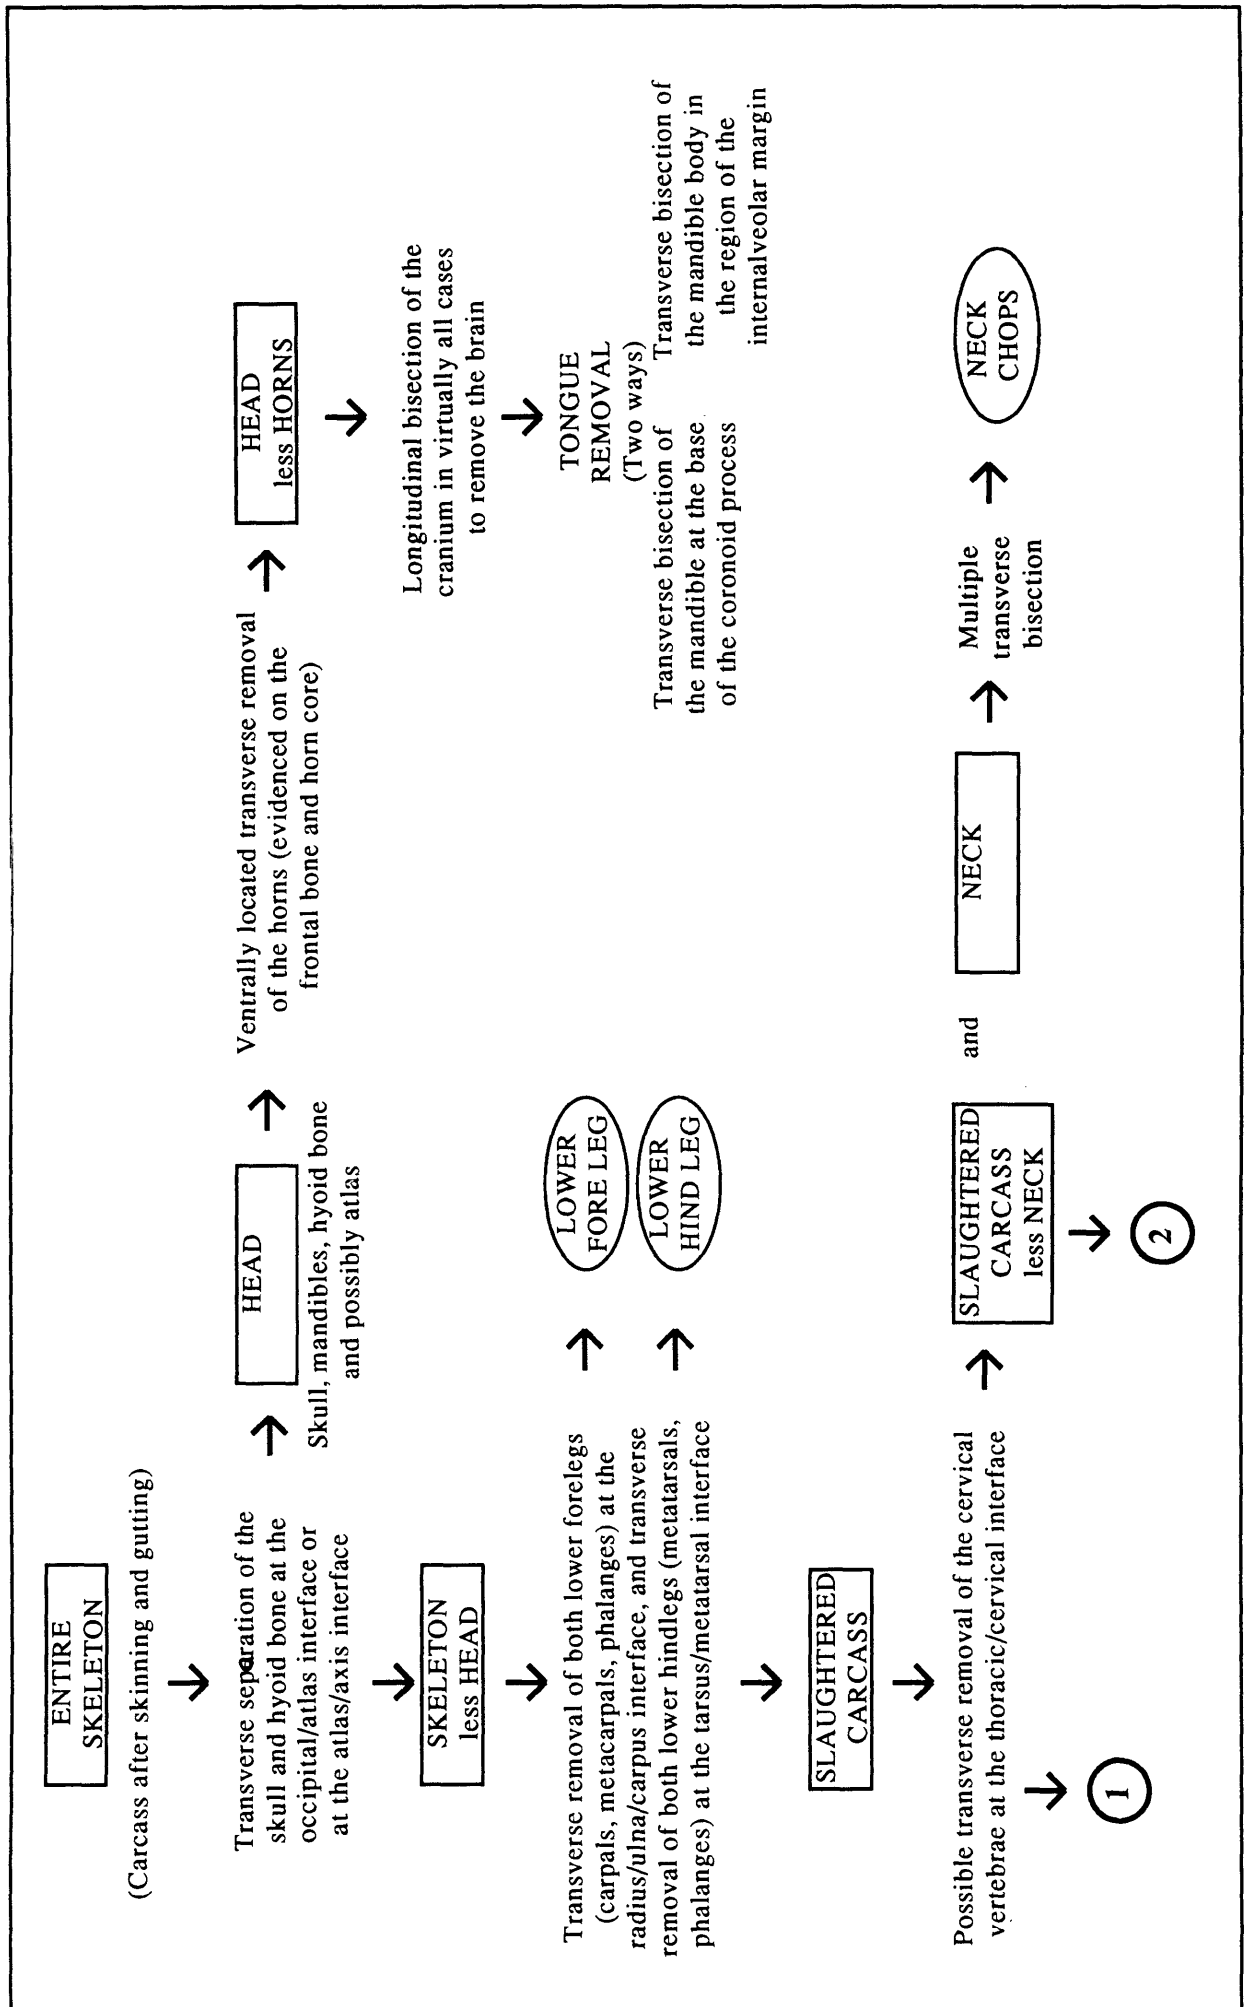 ENTIRE
SKELETON
(Carcass after skinning and gutting)
Transverse separation of the
skull and hyoid bone at the
occipital/atlas interface or
at the atlas/axis interface
HEAD
Skull, mandibles, hyoid bone
and possibly atlas
Ventrally located transverse removal
of the horns (evidenced on the
frontal bone and horn core)
HEAD
less HORNS
Longitudinal bisection of the
cranium in virtually all cases
to remove the brain
TONGUE
REMOVAL
(Two ways)
Transverse bisection of
the mandible at the base
of the coronoid process
Transverse bisection of
the mandible body in
the region of the
internalveolar margin
SKELETON
less HEAD
Transverse removal of both lower forelegs
(carpals, metacarpals, phalanges) at the
radius/ulna/carpus interface, and transverse
removal of both lower hindlegs (metatarsals,
phalanges) at the tarsus/metatarsal interface
LOWER
FORE LEG
LOWER
HIND LEG
SLAUGHTERED
CARCASS
Possible transverse removal of the cervical
vertebrae at the thoracic/cervical interface
1
SLAUGHTERED
CARCASS
less NECK
2
and
NECK
Multiple
transverse
bisection
NECK
CHOPS